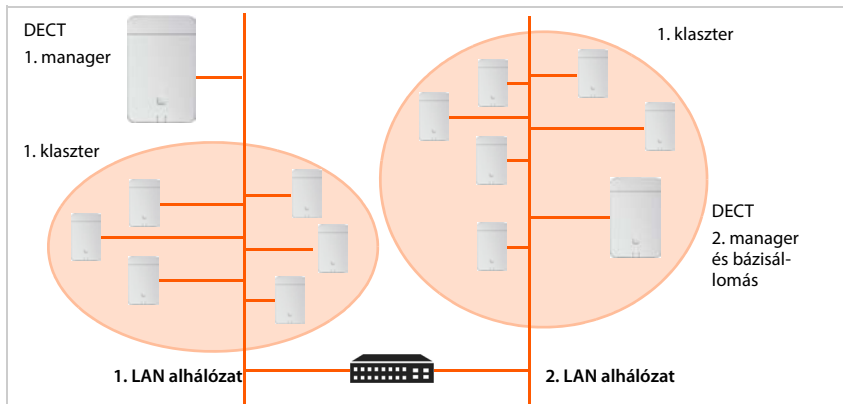 DECT
1. manager
1. klaszter
1. klaszter
DECT
2. manager
és bázisál-
lomás
1. LAN alhálózat
2. LAN alhálózat